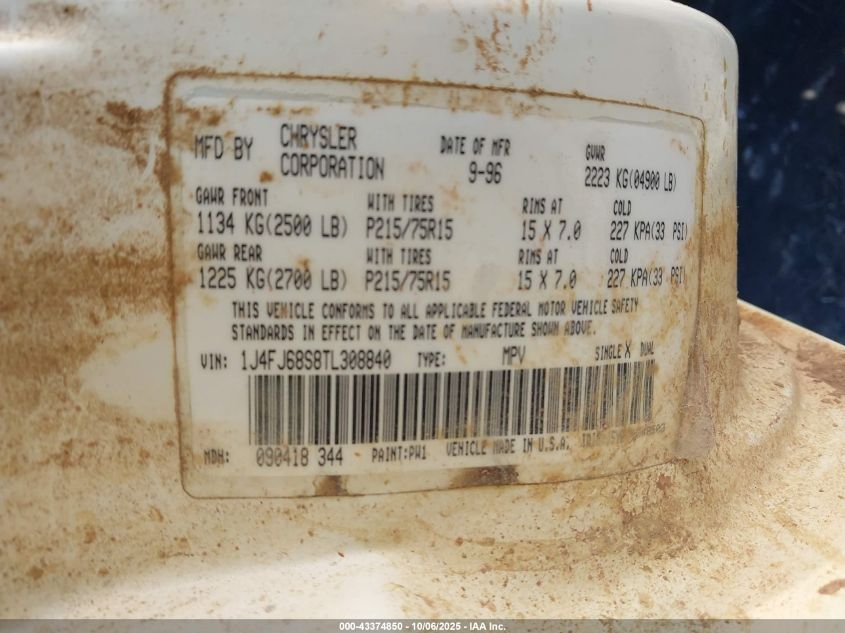 MFD BY CHRYSLER CORPORATION DATE OF MFR 9-96 GVWR 2223 KG(04900 LB)
GAWR FRONT WITH TIRES RIMS AT COLD
1134 KG(2500 LB) P215/75R15 15 X 7.0 227 KPA(33 PSI)
GAWR REAR WITH TIRES RIMS AT COLD
1225 KG(2700 LB) P215/75R15 15 X 7.0 227 KPA(33 PSI)
THIS VEHICLE CONFORMS TO ALL APPLICABLE FEDERAL MOTOR VEHICLE SAFETY
STANDARDS IN EFFECT ON THE DATE OF MANUFACTURE SHOWN ABOVE.
VIN: 1J4FJ68S8TL308840 TYPE: MPV SINGLE X DUAL
MDH: 090418 344 PAINT:PW1 VEHICLE MADE IN U.S.A.
000-43374850 - 10/06/2025 - IAA Inc.